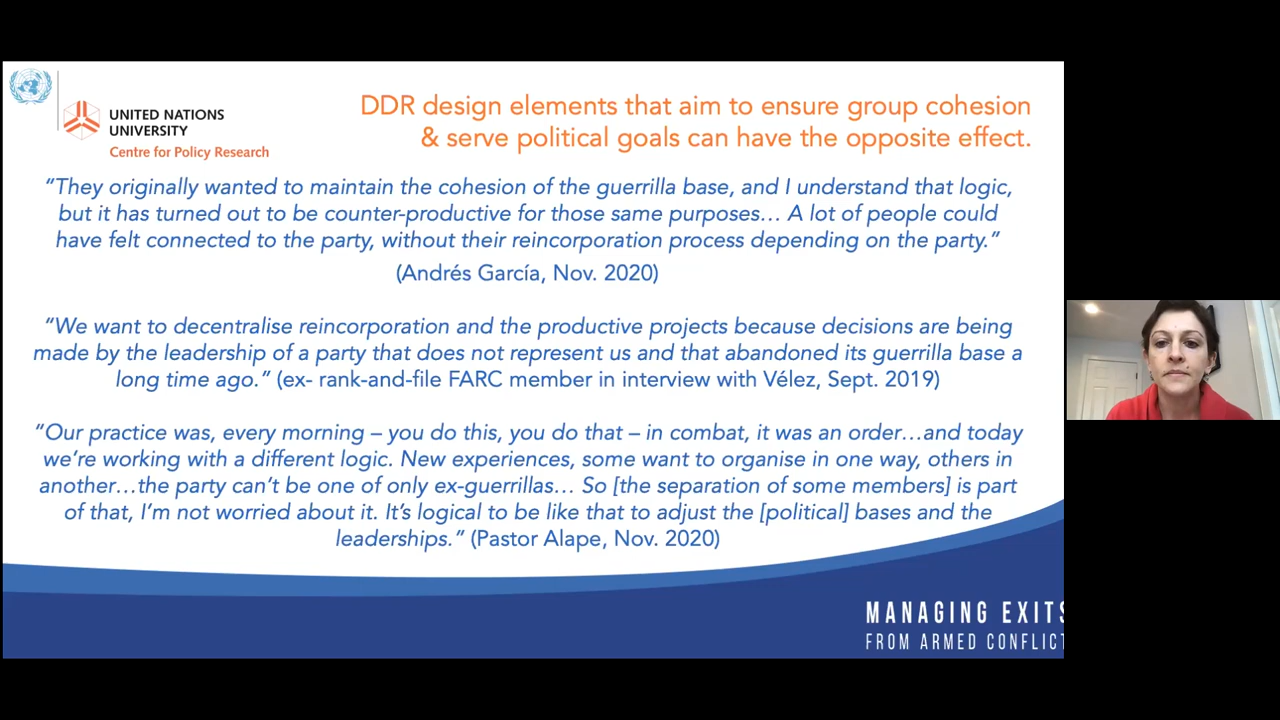 UNITED NATIONS
UNIVERSITY
Centre for Policy Research
DDR design elements that aim to ensure group cohesion
& serve political goals can have the opposite effect.
“They originally wanted to maintain the cohesion of the guerrilla base, and I understand that logic,
but it has turned out to be counter-productive for those same purposes… A lot of people could
have felt connected to the party, without their reincorporation process depending on the party.”
(Andrés García, Nov. 2020)
“We want to decentralise reincorporation and the productive projects because decisions are being
made by the leadership of a party that does not represent us and that abandoned its guerrilla base a
long time ago.” (ex- rank-and-file FARC member in interview with Vélez, Sept. 2019)
“Our practice was, every morning – you do this, you do that – in combat, it was an order…and today
we’re working with a different logic. New experiences, some want to organise in one way, others in
another…the party can’t be one of only ex-guerrillas… So [the separation of some members] is part
of that, I’m not worried about it. It’s logical to be like that to adjust the [political] bases and the
leaderships.” (Pastor Alape, Nov. 2020)
MANAGING EXITS
FROM ARMED CONFLICT